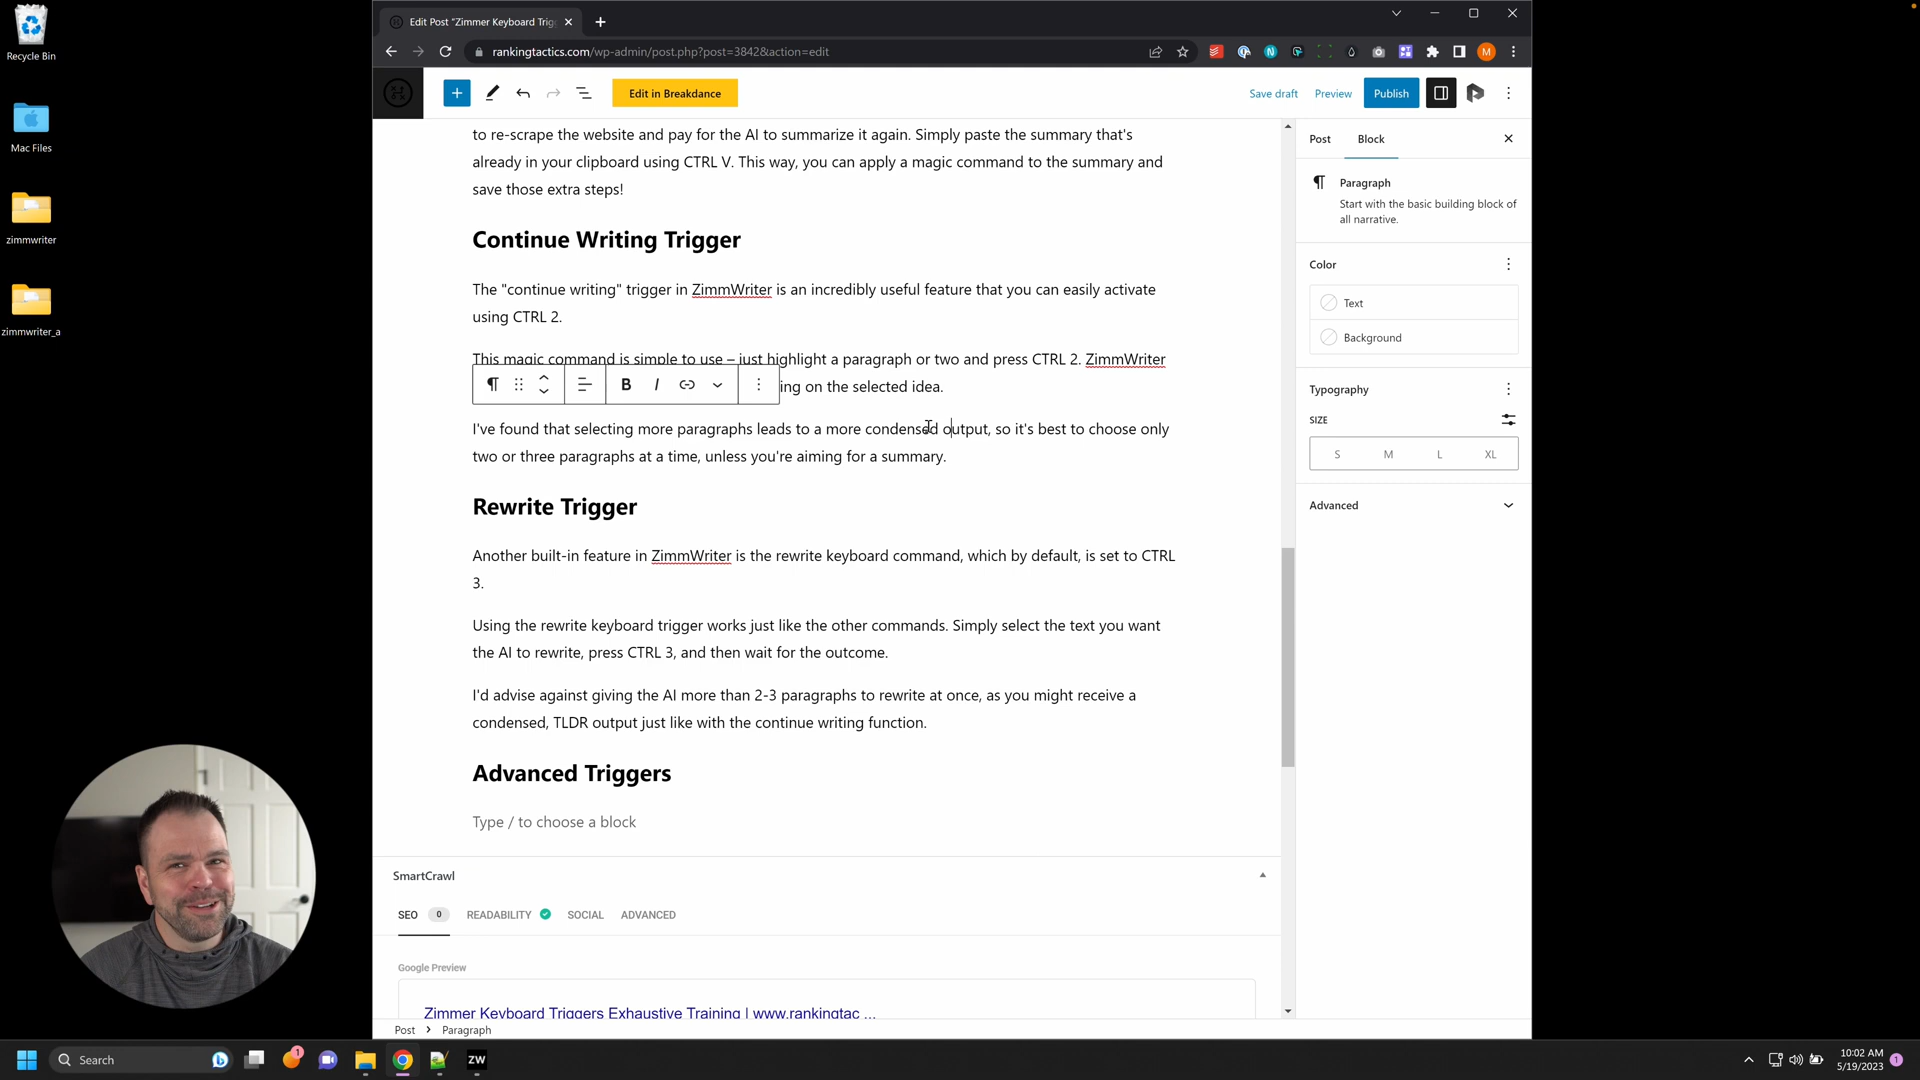 Recycle Bin
Mac Files
zimmwriter
zimmwriter_a
Edit Post "Zimmer Keyboard Trig
rankingtactics.com/wp-admin/post.php?post=3842&action=edit
M
Edit in Breakdance
Save draft
Preview
Publish
to re-scrape the website and pay for the AI to summarize it again. Simply paste the summary that's
already in your clipboard using CTRL V. This way, you can apply a magic command to the summary and
save those extra steps!
Continue Writing Trigger
The "continue writing" trigger in ZimmWriter is an incredibly useful feature that you can easily activate
using CTRL 2.
This magic command is simple to use – just highlight a paragraph or two and press CTRL 2. ZimmWriter
B I
ing on the selected idea.
I've found that selecting more paragraphs leads to a more condensed output, so it's best to choose only
two or three paragraphs at a time, unless you're aiming for a summary.
Rewrite Trigger
Another built-in feature in ZimmWriter is the rewrite keyboard command, which by default, is set to CTRL
3.
Using the rewrite keyboard trigger works just like the other commands. Simply select the text you want
the AI to rewrite, press CTRL 3, and then wait for the outcome.
I'd advise against giving the AI more than 2-3 paragraphs to rewrite at once, as you might receive a
condensed, TLDR output just like with the continue writing function.
Advanced Triggers
Type / to choose a block
SmartCrawl
SEO 0 READABILITY SOCIAL ADVANCED
Google Preview
Zimmer Keyboard Triggers Exhaustive Training | www.rankingtac ...
Post > Paragraph
Post
Block
Paragraph
Start with the basic building block of
all narrative.
Color
Text
Background
Typography
SIZE
S M L XL
Advanced
Search
1
ZW
10:02 AM
5/19/2023
1